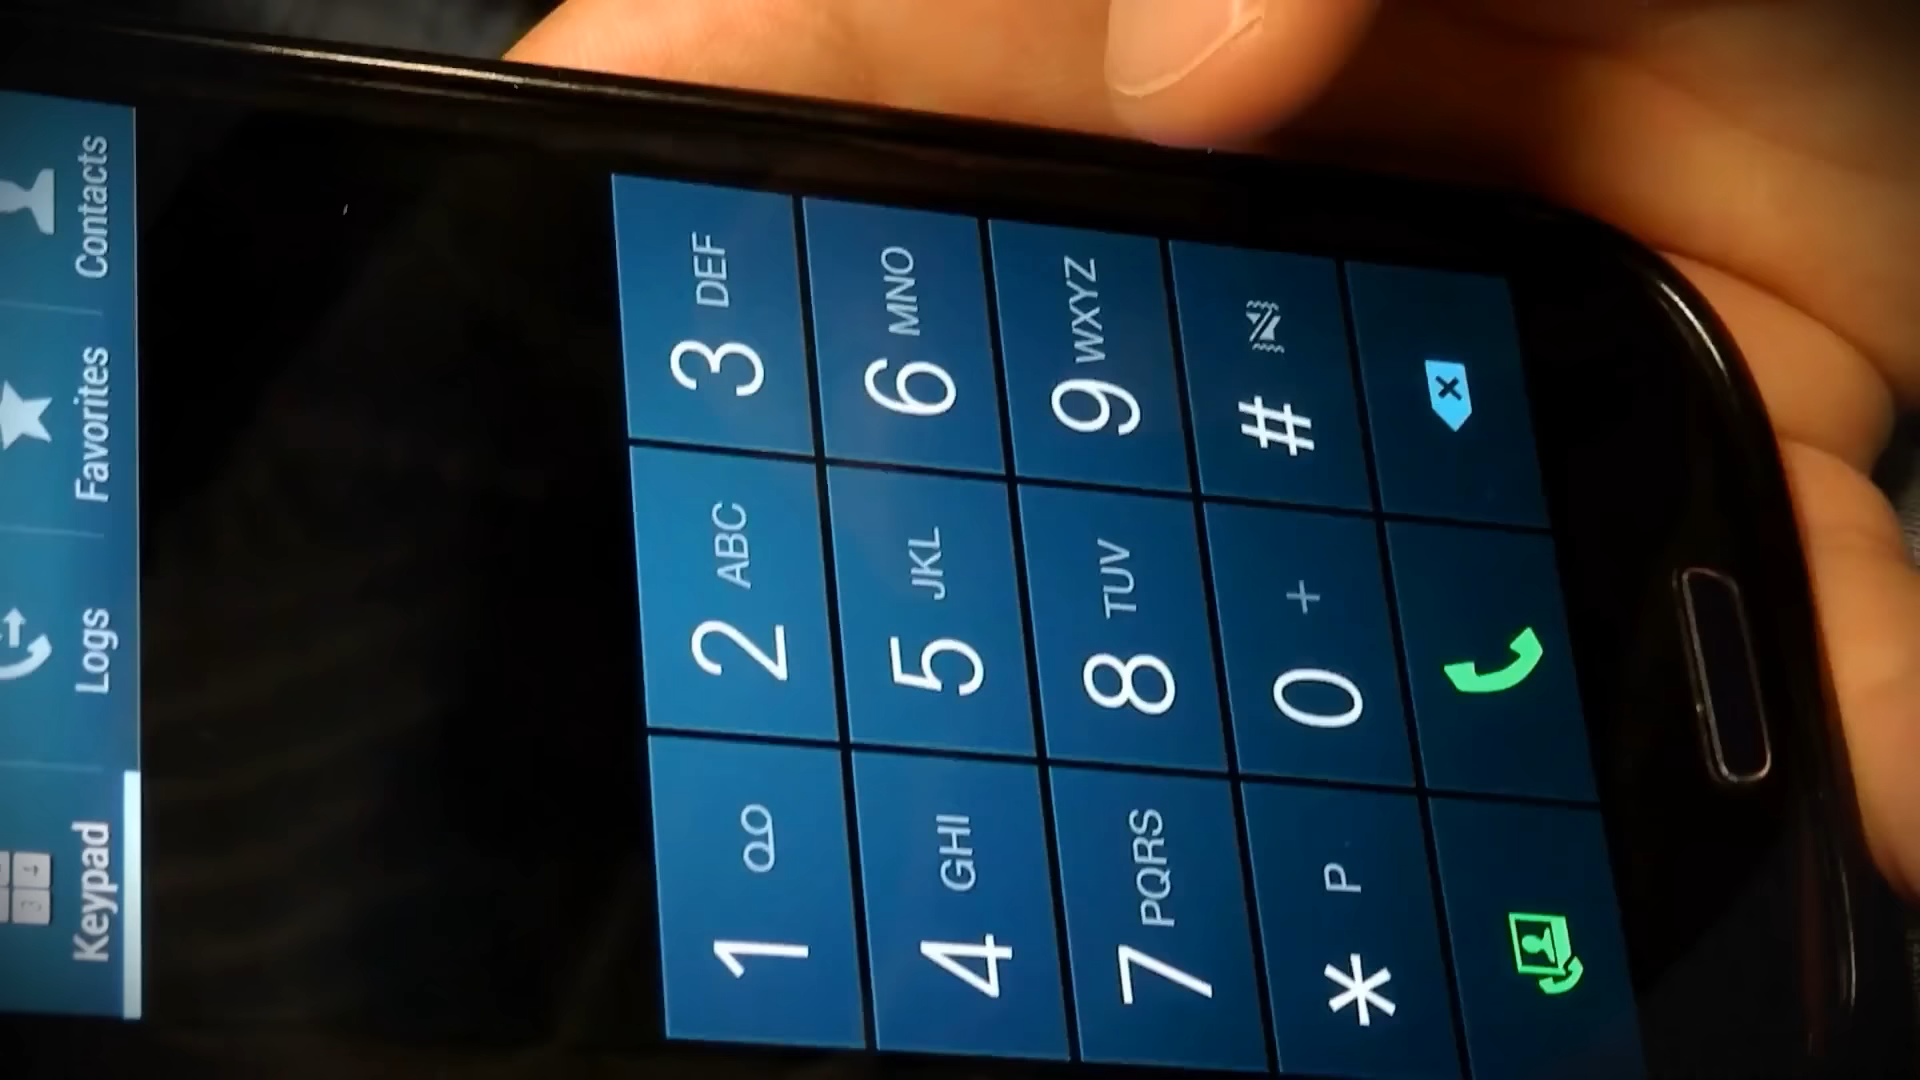 Keypad
Logs
Favorites
Contacts
1
2 ABC
3 DEF
4 GHI
5 JKL
6 MNO
7 PQRS
8 TUV
9 WXYZ
* P
0 +
#